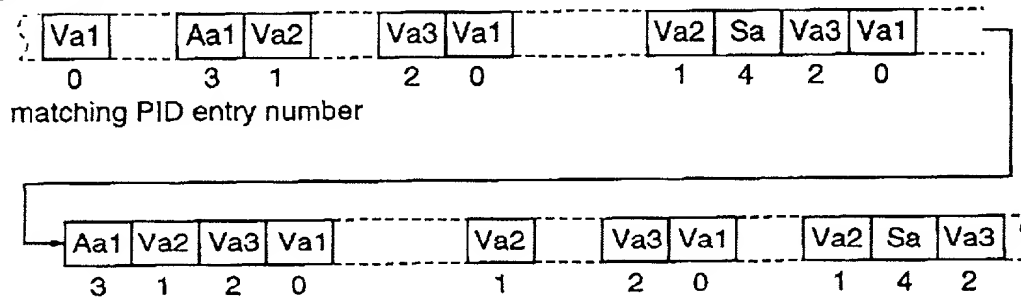 Va1 Aa1 Va2 Va3 Va1 Va2 Sa Va3 Va1
0 3 1 2 0 1 4 2 0
matching PID entry number
Aa1 Va2 Va3 Va1 Va2 Va3 Va1 Va2 Sa Va3
3 1 2 0 1 2 0 1 4 2